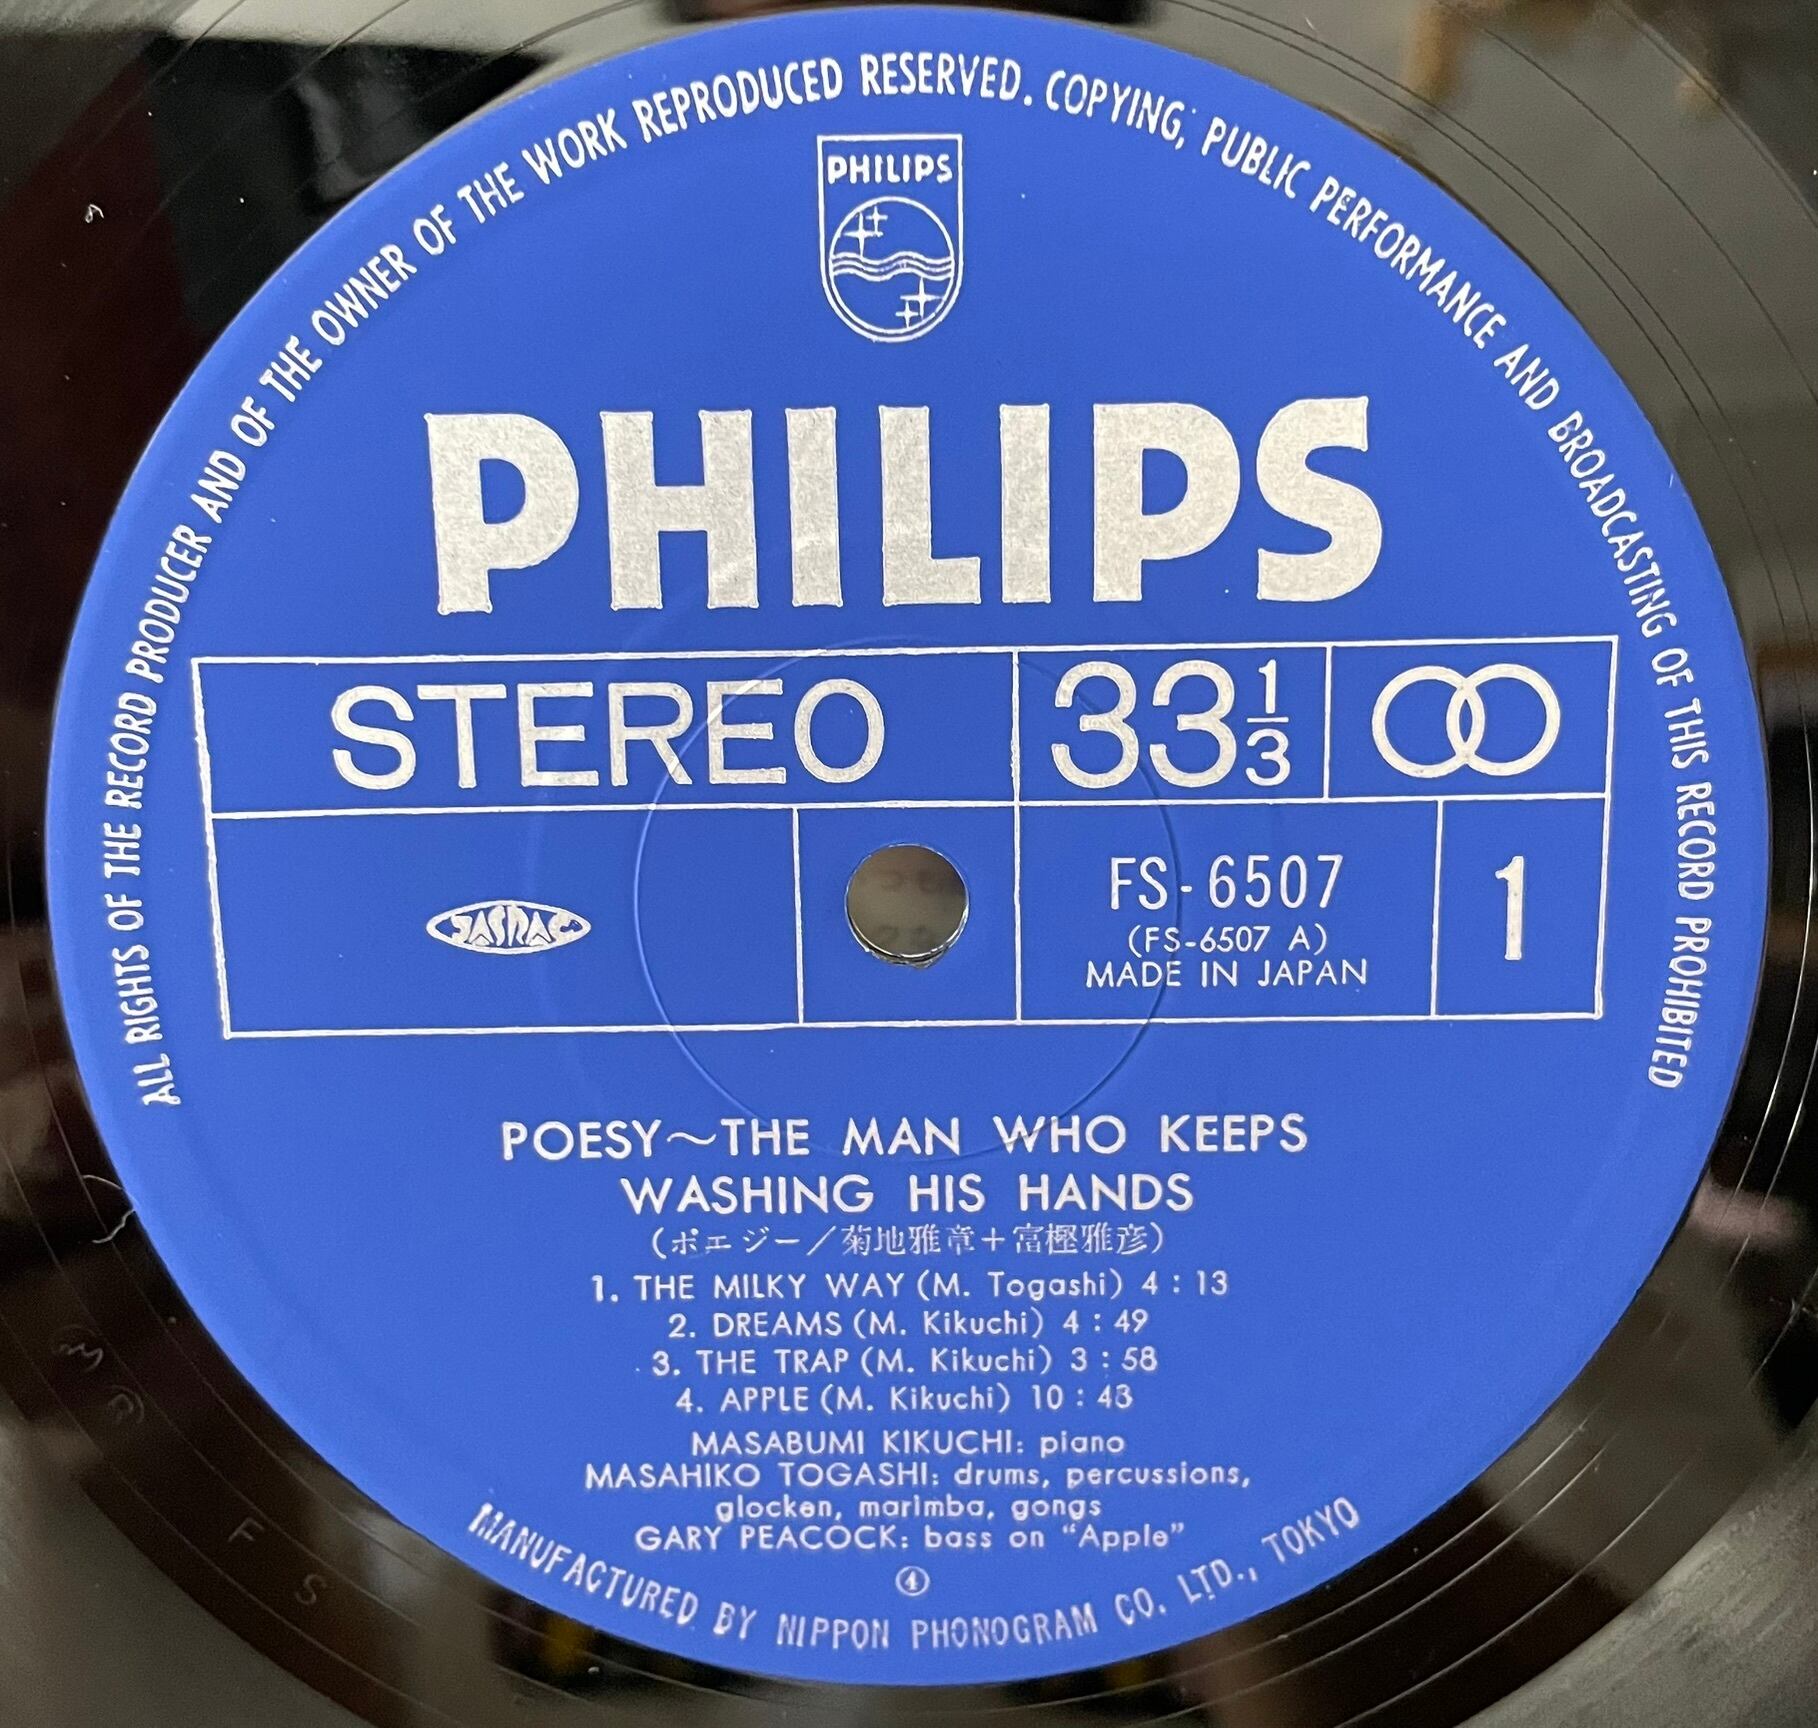 ALL RIGHTS OF THE RECORD PRODUCER AND OF THE OWNER OF THE WORK REPRODUCED RESERVED. COPYING, PUBLIC PERFORMANCE AND BROADCASTING OF THIS RECORD PROHIBITED
PHILIPS
PHILIPS
STEREO
33 1/3
JASRAC
FS-6507
(FS-6507 A)
MADE IN JAPAN
1
POESY～THE MAN WHO KEEPS
WASHING HIS HANDS
(ポエジー／菊地雅章＋富樫雅彦)
1. THE MILKY WAY (M. Togashi) 4 : 13
2. DREAMS (M. Kikuchi) 4 : 49
3. THE TRAP (M. Kikuchi) 3 : 58
4. APPLE (M. Kikuchi) 10 : 43
MASABUMI KIKUCHI: piano
MASAHIKO TOGASHI: drums, percussions,
glocken, marimba, gongs
GARY PEACOCK: bass on “Apple”
④
MANUFACTURED BY NIPPON PHONOGRAM CO. LTD., TOKYO
F S